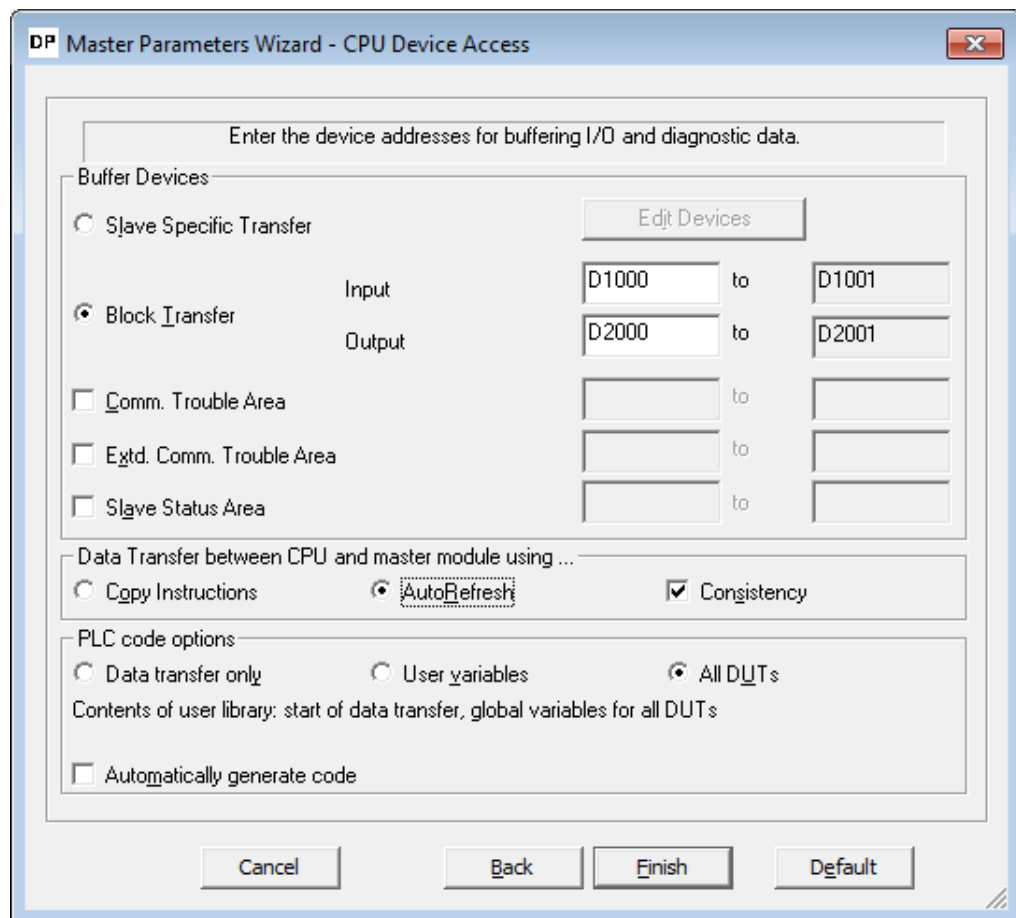 DP Master Parameters Wizard - CPU Device Access
Enter the device addresses for buffering I/O and diagnostic data.
Buffer Devices
Slave Specific Transfer Edit Devices
Input D1000 to D1001
Block Transfer
Output D2000 to D2001
Comm. Trouble Area to
Extd. Comm. Trouble Area to
Slave Status Area to
Data Transfer between CPU and master module using ...
Copy Instructions AutoRefresh Consistency
PLC code options
Data transfer only User variables All DUTs
Contents of user library: start of data transfer, global variables for all DUTs
Automatically generate code
Cancel Back Finish Default